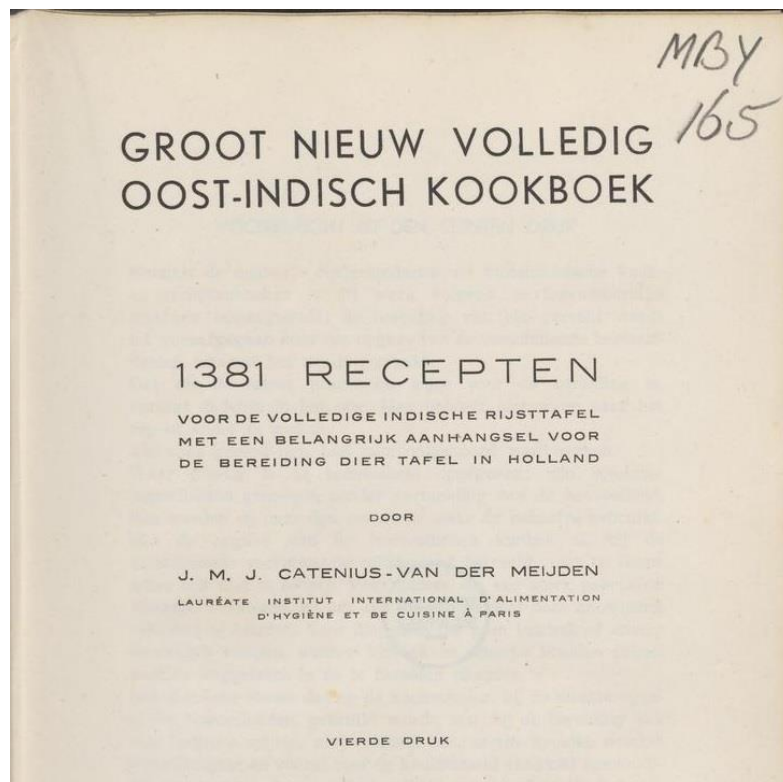 MBY
165
GROOT NIEUW VOLLEDIG
OOST-INDISCH KOOKBOEK
1381 RECEPTEN
VOOR DE VOLLEDIGE INDISCHE RIJSTTAFEL
MET EEN BELANGRIJK AANHANGSEL VOOR
DE BEREIDING DIER TAFEL IN HOLLAND
DOOR
J. M. J. CATENIUS-VAN DER MEIJDEN
LAURÉATE INSTITUT INTERNATIONAL D'ALIMENTATION
D'HYGIÈNE ET DE CUISINE À PARIS
VIERDE DRUK